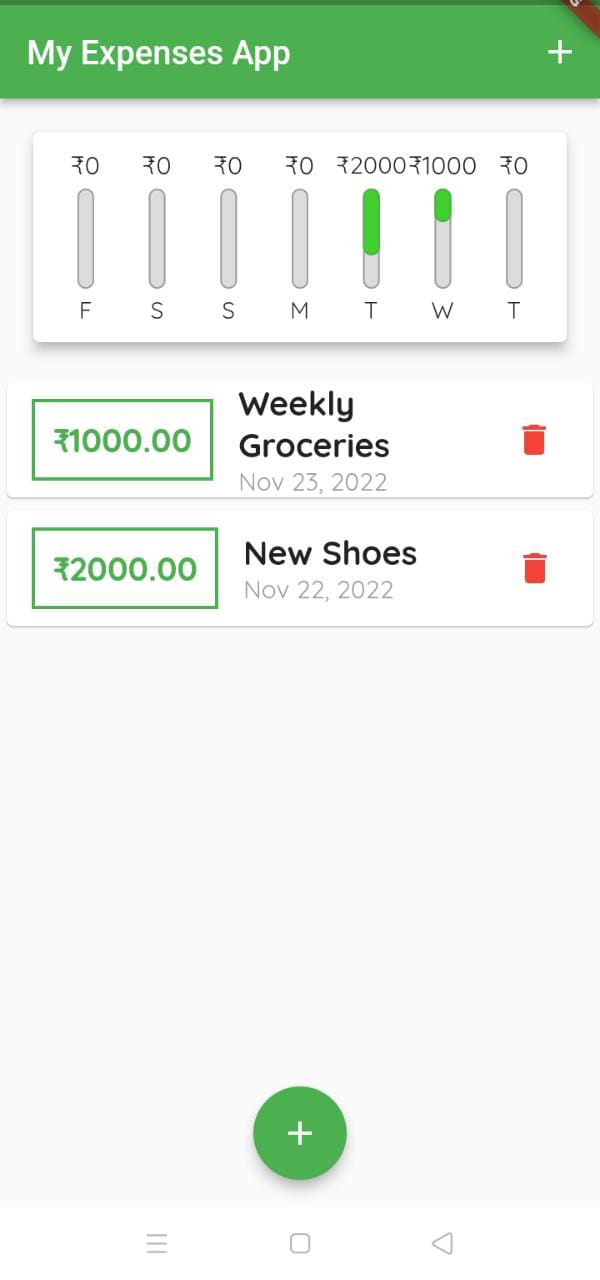 My Expenses App
₹0 ₹0 ₹0 ₹0 ₹2000 ₹1000 ₹0
F S S M T W T
Weekly
₹1000.00
Groceries
Nov 23, 2022
New Shoes
₹2000.00
Nov 22, 2022